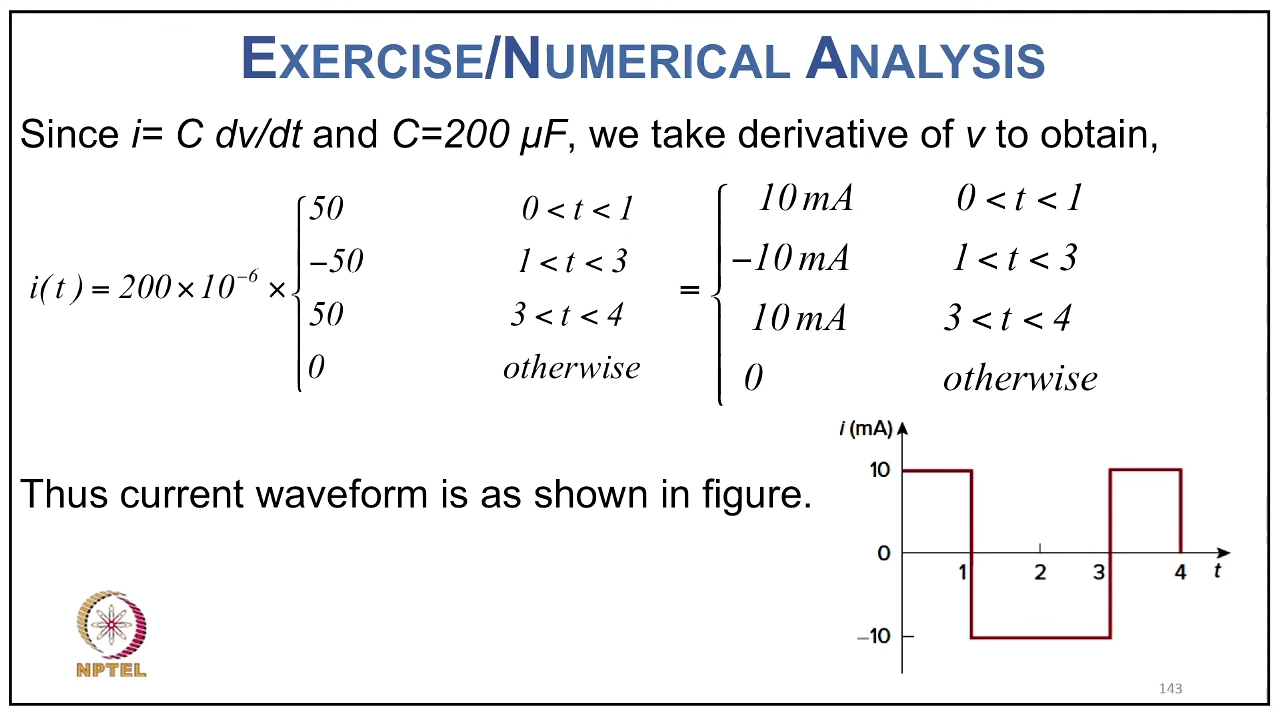 EXERCISE/NUMERICAL ANALYSIS
Since i= C dv/dt and C=200 μF, we take derivative of v to obtain,
i(t) = 200×10⁻⁶ × { 50 0 < t < 1
−50 1 < t < 3
50 3 < t < 4
0 otherwise
= { 10 mA 0 < t < 1
−10 mA 1 < t < 3
10 mA 3 < t < 4
0 otherwise
Thus current waveform is as shown in figure.
i (mA)
10
0
1 2 3 4 t
−10
NPTEL
143